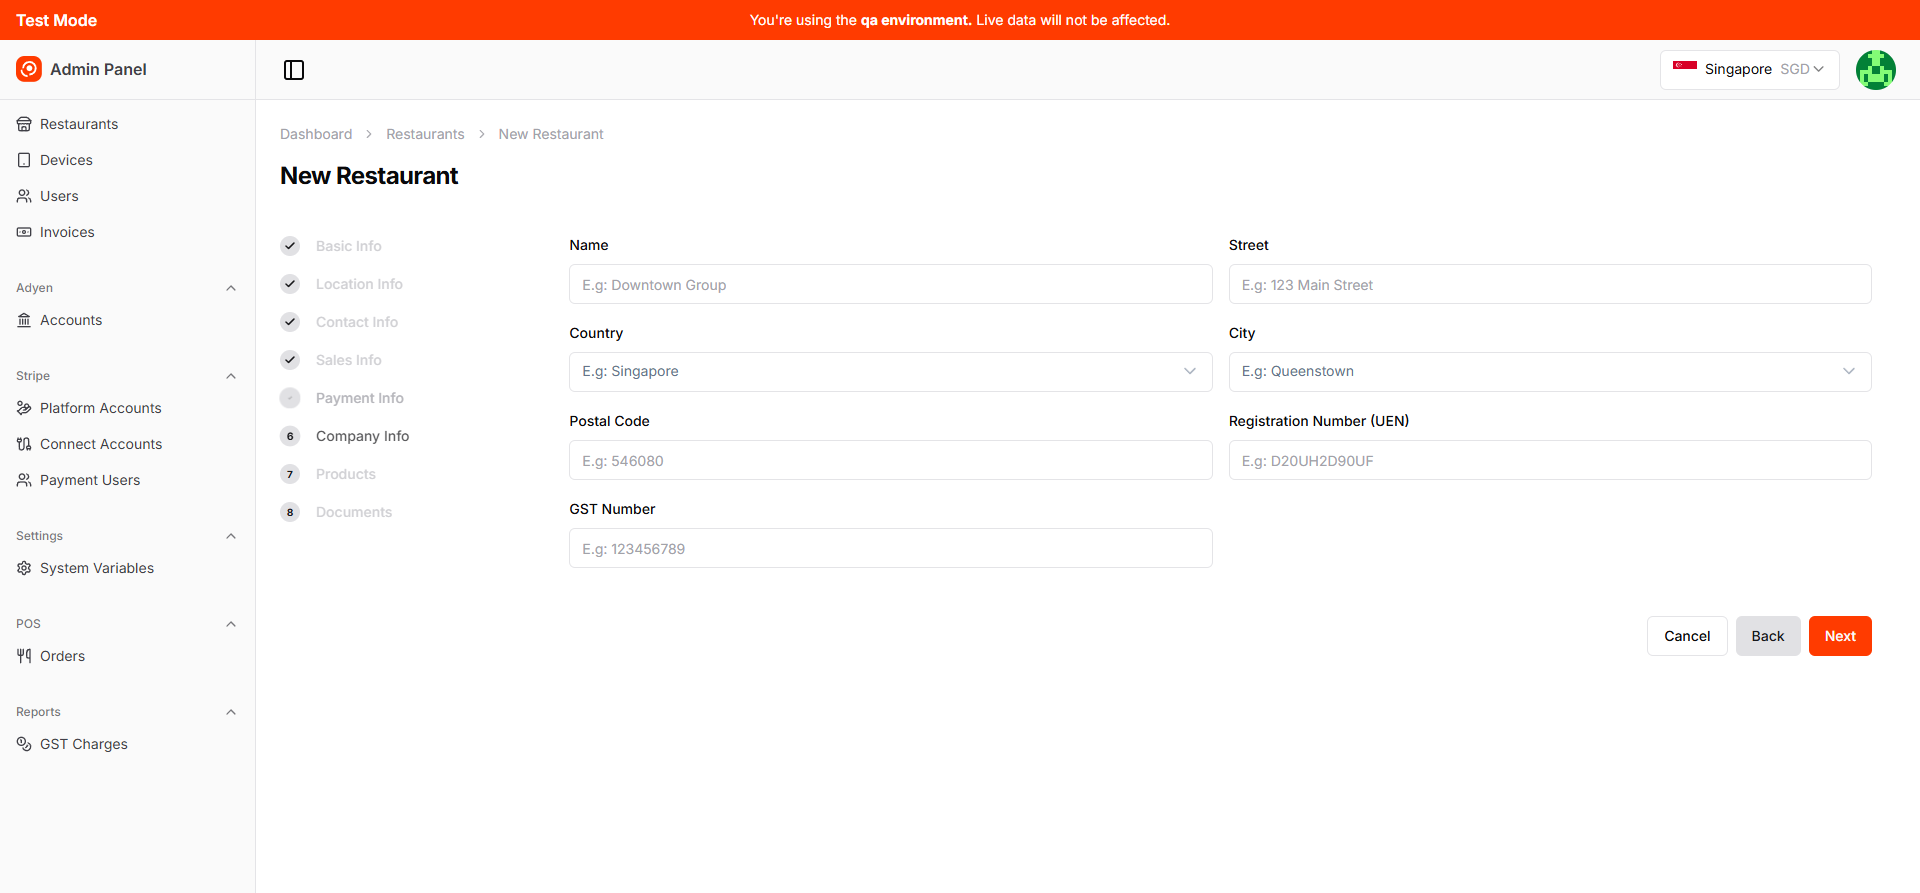 Test Mode
You're using the qa environment. Live data will not be affected.
Admin Panel
Singapore SGD
Restaurants
Devices
Users
Invoices
Adyen
Accounts
Stripe
Platform Accounts
Connect Accounts
Payment Users
Settings
System Variables
POS
Orders
Reports
GST Charges
Dashboard > Restaurants > New Restaurant
New Restaurant
Basic Info
Location Info
Contact Info
Sales Info
Payment Info
6 Company Info
7 Products
8 Documents
Name
E.g: Downtown Group
Street
E.g: 123 Main Street
Country
E.g: Singapore
City
E.g: Queenstown
Postal Code
E.g: 546080
Registration Number (UEN)
E.g: D20UH2D90UF
GST Number
E.g: 123456789
Cancel
Back
Next